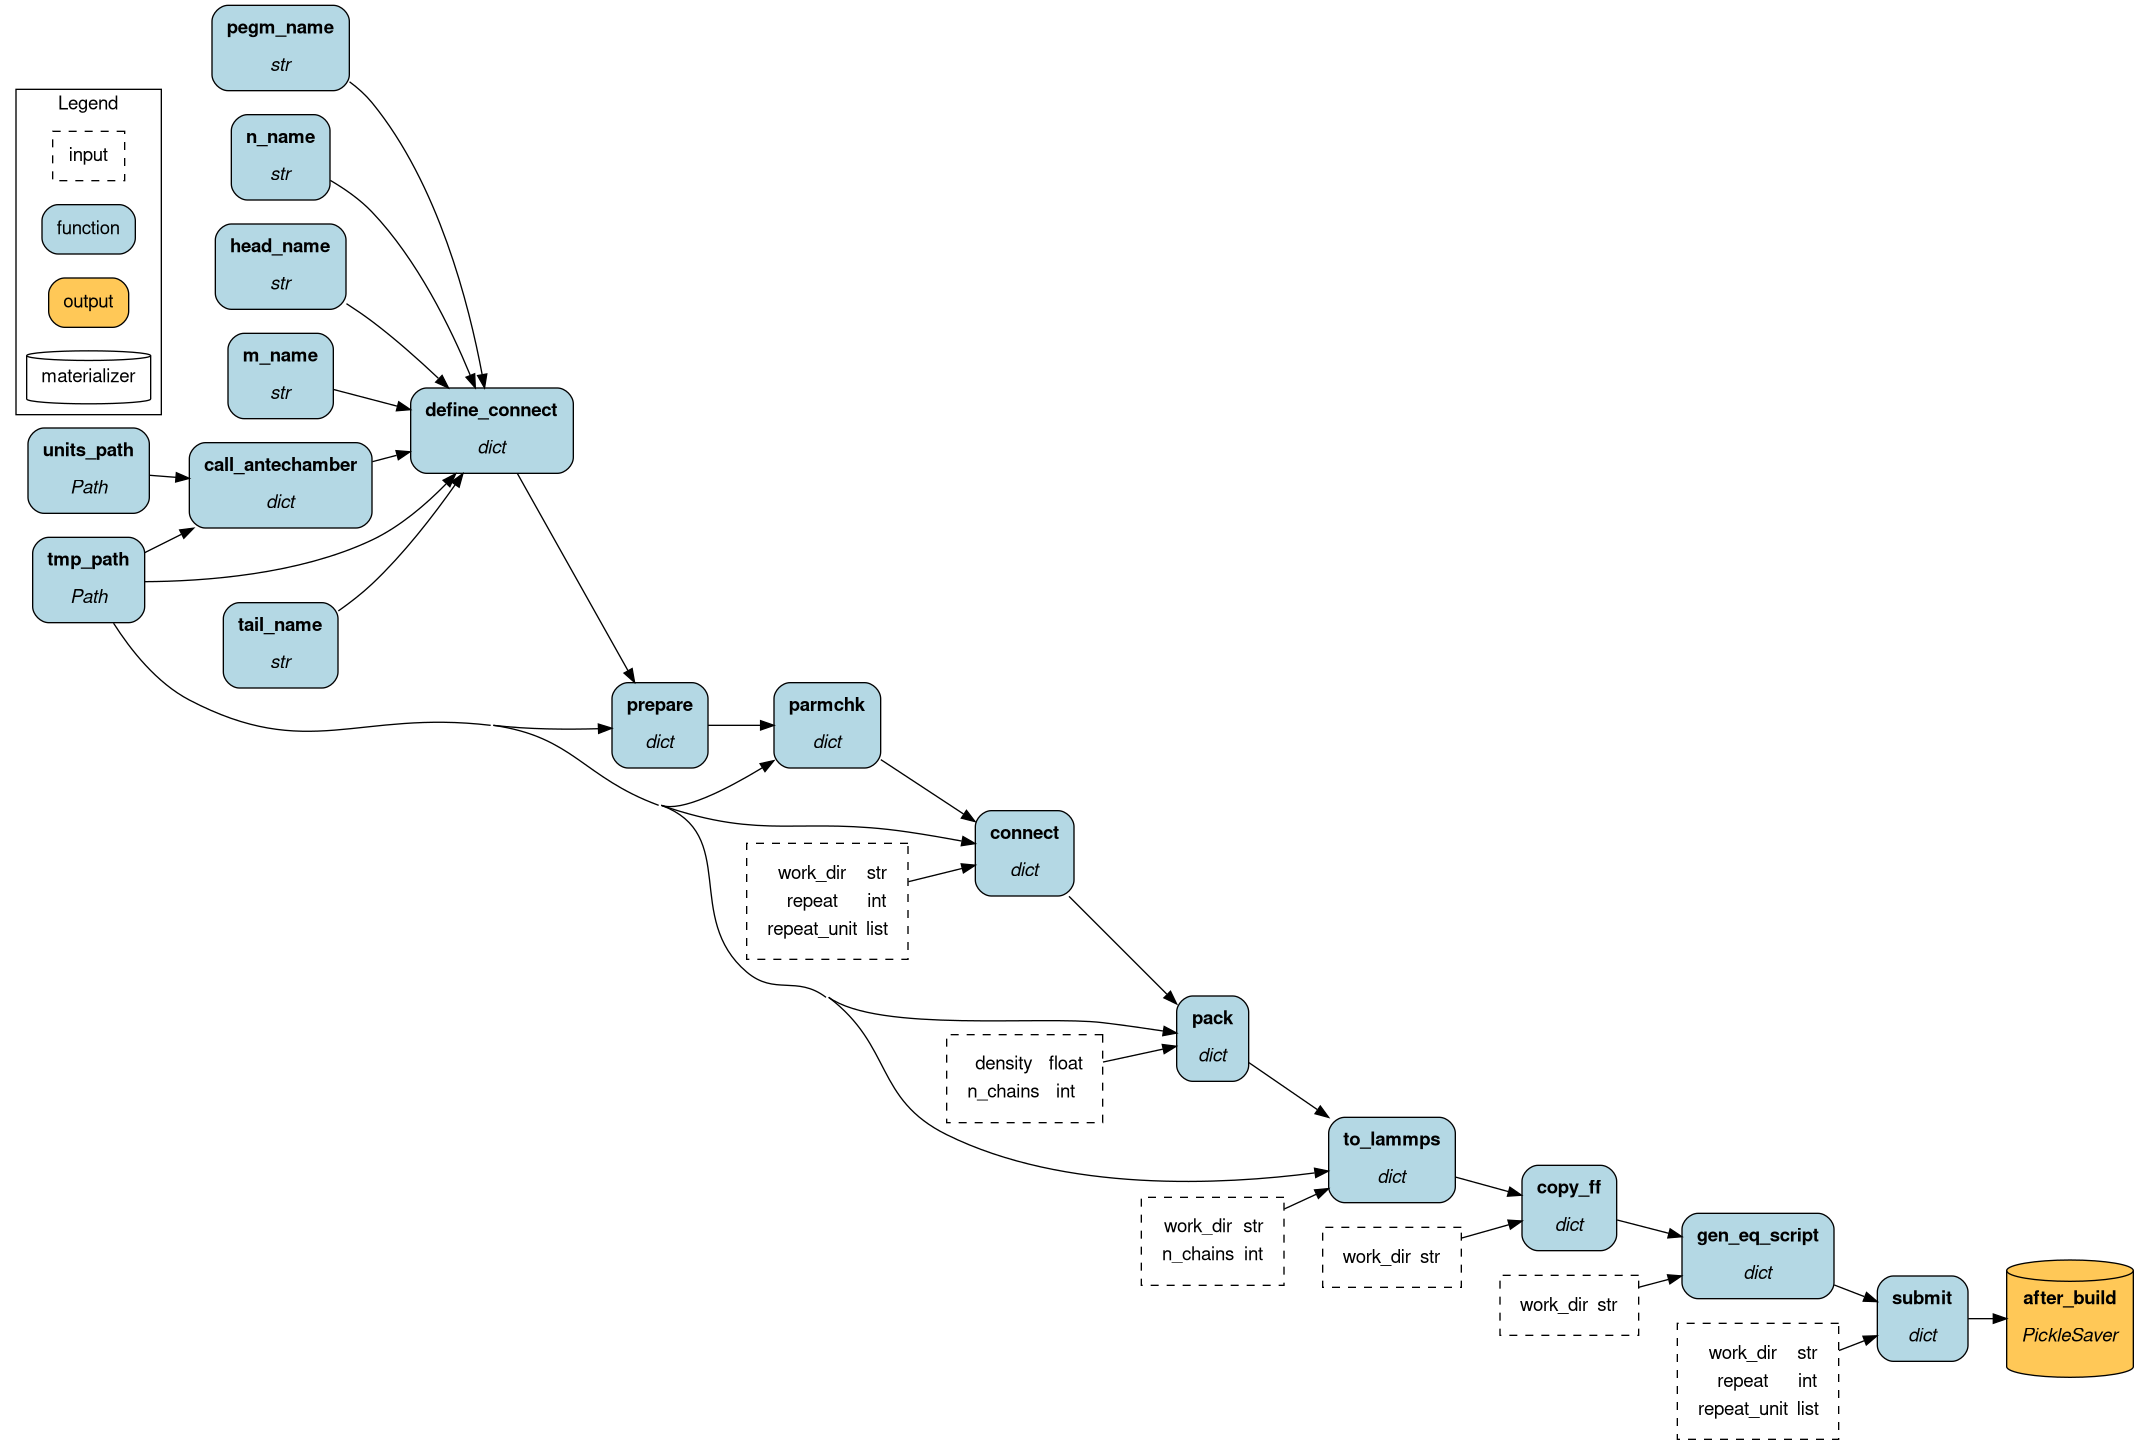 pegm_name
str
Legend
input
function
output
materializer
n_name
str
head_name
str
m_name
str
define_connect
dict
units_path
Path
call_antechamber
dict
tmp_path
Path
tail_name
str
prepare
dict
parmchk
dict
connect
dict
work_dir str
repeat int
repeat_unit list
pack
dict
density float
n_chains int
to_lammps
dict
work_dir str
n_chains int
copy_ff
dict
work_dir str
gen_eq_script
dict
work_dir str
submit
dict
work_dir str
repeat int
repeat_unit list
after_build
PickleSaver